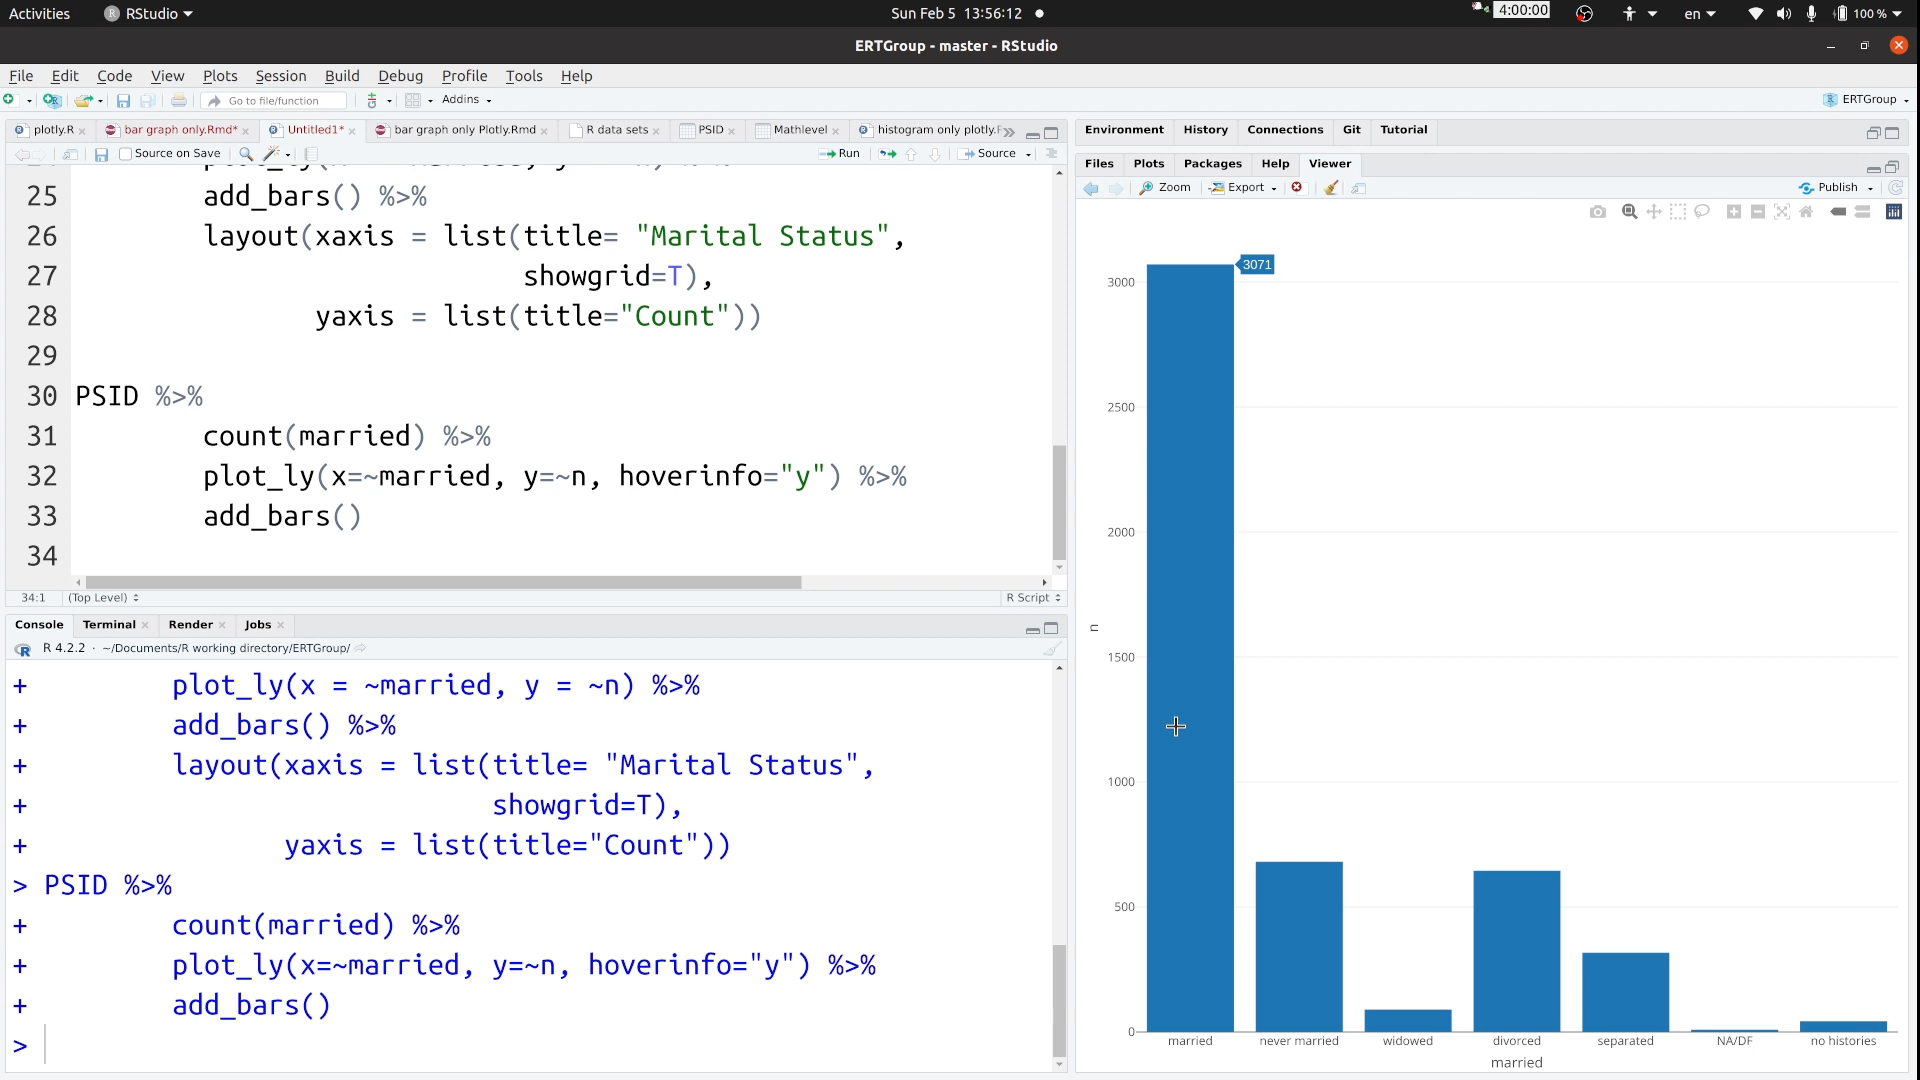 Activities RStudio Sun Feb 5 13:56:12 4:00:00 en 100 %
ERTGroup - master - RStudio
File Edit Code View Plots Session Build Debug Profile Tools Help
Go to file/function Addins ERTGroup
plotly.R bar graph only.Rmd* Untitled1* bar graph only Plotly.Rmd R data sets PSID Mathlevel histogram only plotly.
Source on Save Run Source
25 add_bars() %>%
26 layout(xaxis = list(title= "Marital Status",
27 showgrid=T),
28 yaxis = list(title="Count"))
29
30 PSID %>%
31 count(married) %>%
32 plot_ly(x=~married, y=~n, hoverinfo="y") %>%
33 add_bars()
34
34:1 (Top Level) R Script
Console Terminal Render Jobs
R 4.2.2 · ~/Documents/R working directory/ERTGroup/
+ plot_ly(x = ~married, y = ~n) %>%
+ add_bars() %>%
+ layout(xaxis = list(title= "Marital Status",
+ showgrid=T),
+ yaxis = list(title="Count"))
> PSID %>%
+ count(married) %>%
+ plot_ly(x=~married, y=~n, hoverinfo="y") %>%
+ add_bars()
>
Environment History Connections Git Tutorial
Files Plots Packages Help Viewer
Zoom Export Publish
3071
3000
2500
2000
n
1500
1000
500
0
married never married widowed divorced separated NA/DF no histories
married